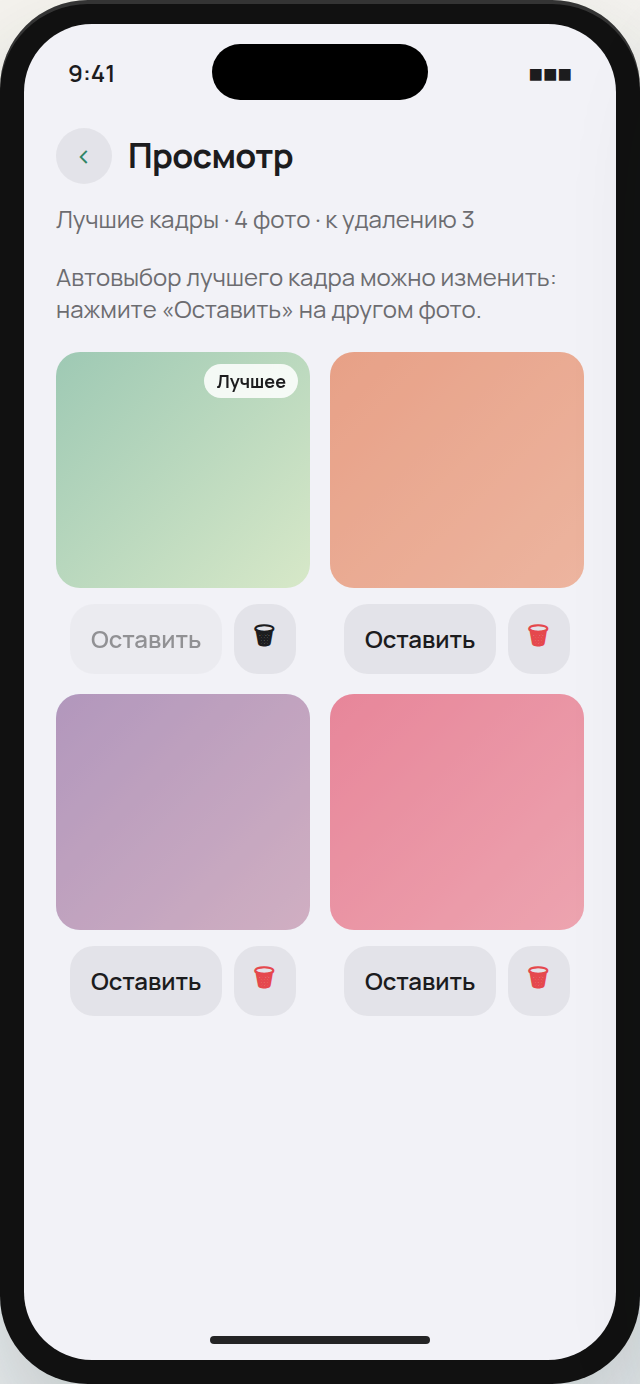 9:41
Просмотр
Лучшие кадры · 4 фото · к удалению 3
Автовыбор лучшего кадра можно изменить:
нажмите «Оставить» на другом фото.
Лучшее
Оставить
Оставить
Оставить
Оставить